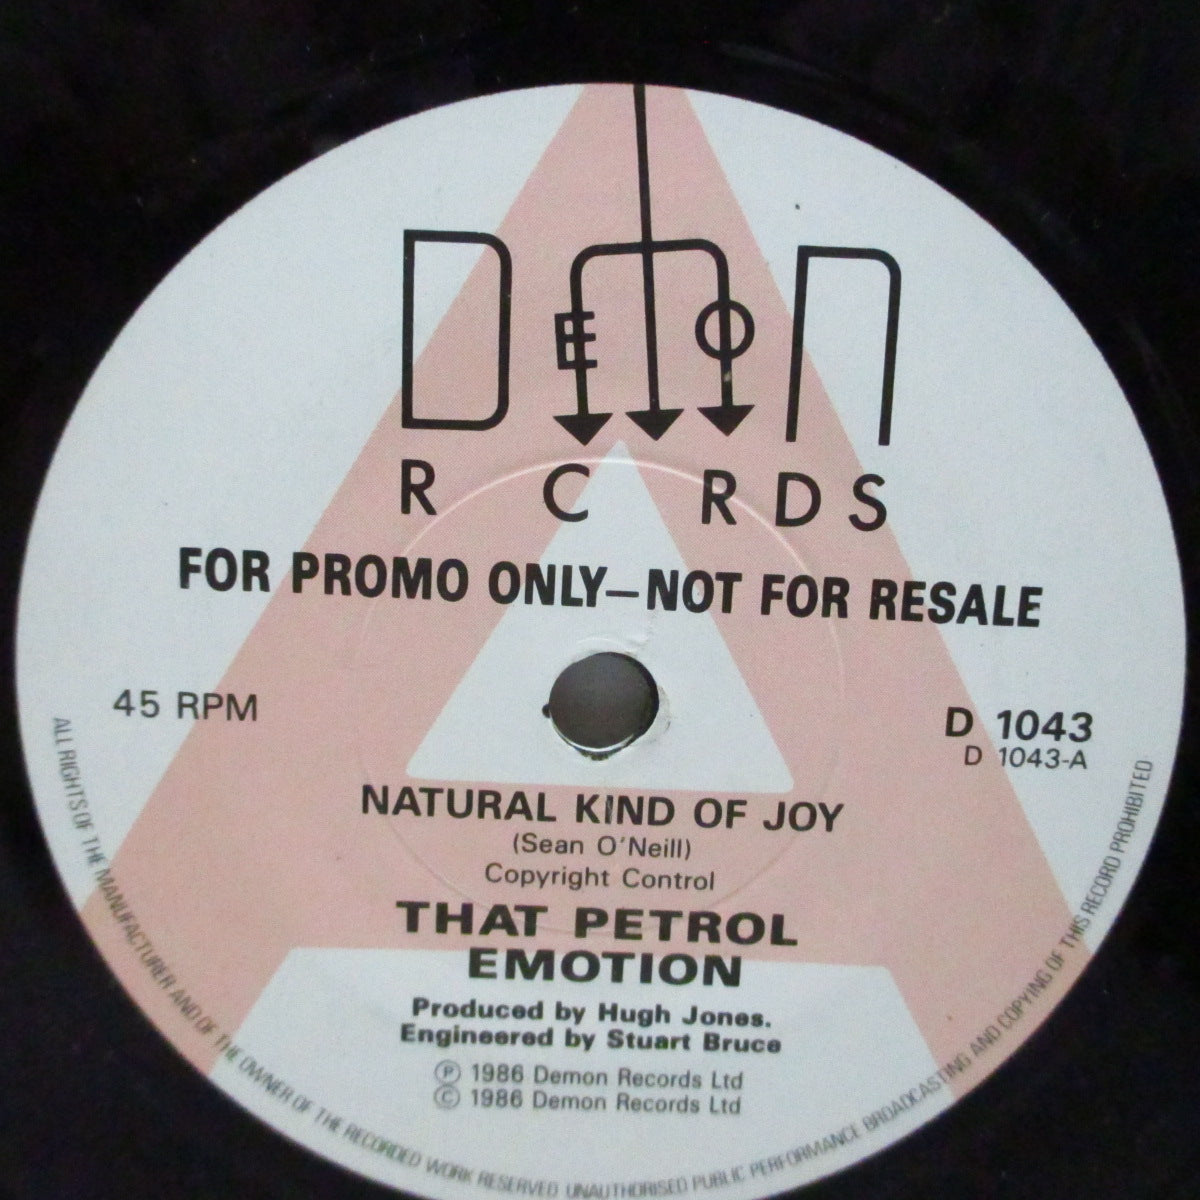 DEMON
R C RDS
FOR PROMO ONLY—NOT FOR RESALE
45 RPM
D 1043
D 1043-A
NATURAL KIND OF JOY
(Sean O'Neill)
Copyright Control
THAT PETROL
EMOTION
Produced by Hugh Jones.
Engineered by Stuart Bruce
Ⓟ 1986 Demon Records Ltd
© 1986 Demon Records Ltd
ALL RIGHTS OF THE MANUFACTURER AND OF THE OWNER OF THE RECORDED WORK RESERVED UNAUTHORISED PUBLIC PERFORMANCE BROADCASTING AND COPYING OF THIS RECORD PROHIBITED